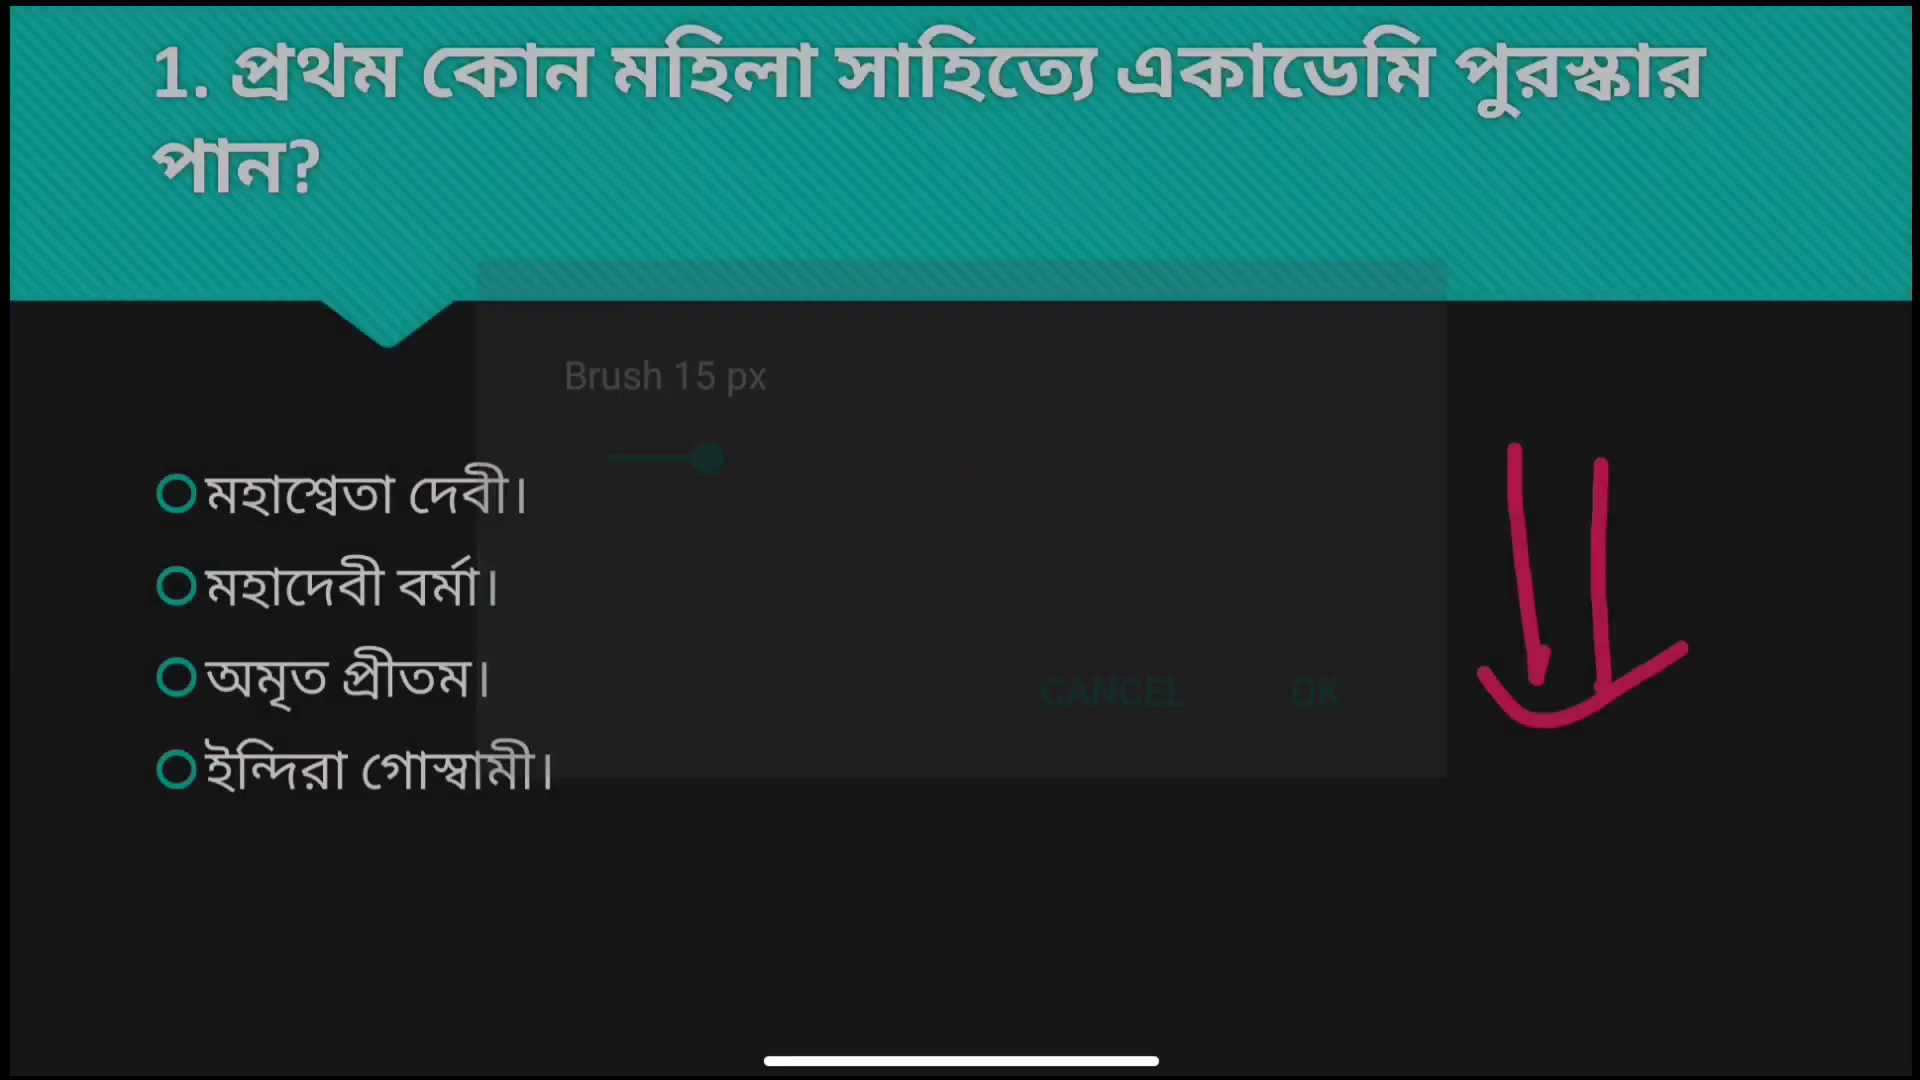 1. প্রথম কোন মহিলা সাহিত্যে একাডেমি পুরস্কার
পান?
Brush 15 px
মহাশ্বেতা দেবী।
মহাদেবী বর্মা।
অমৃত প্রীতম।
CANCEL OK
ইন্দিরা গোস্বামী।